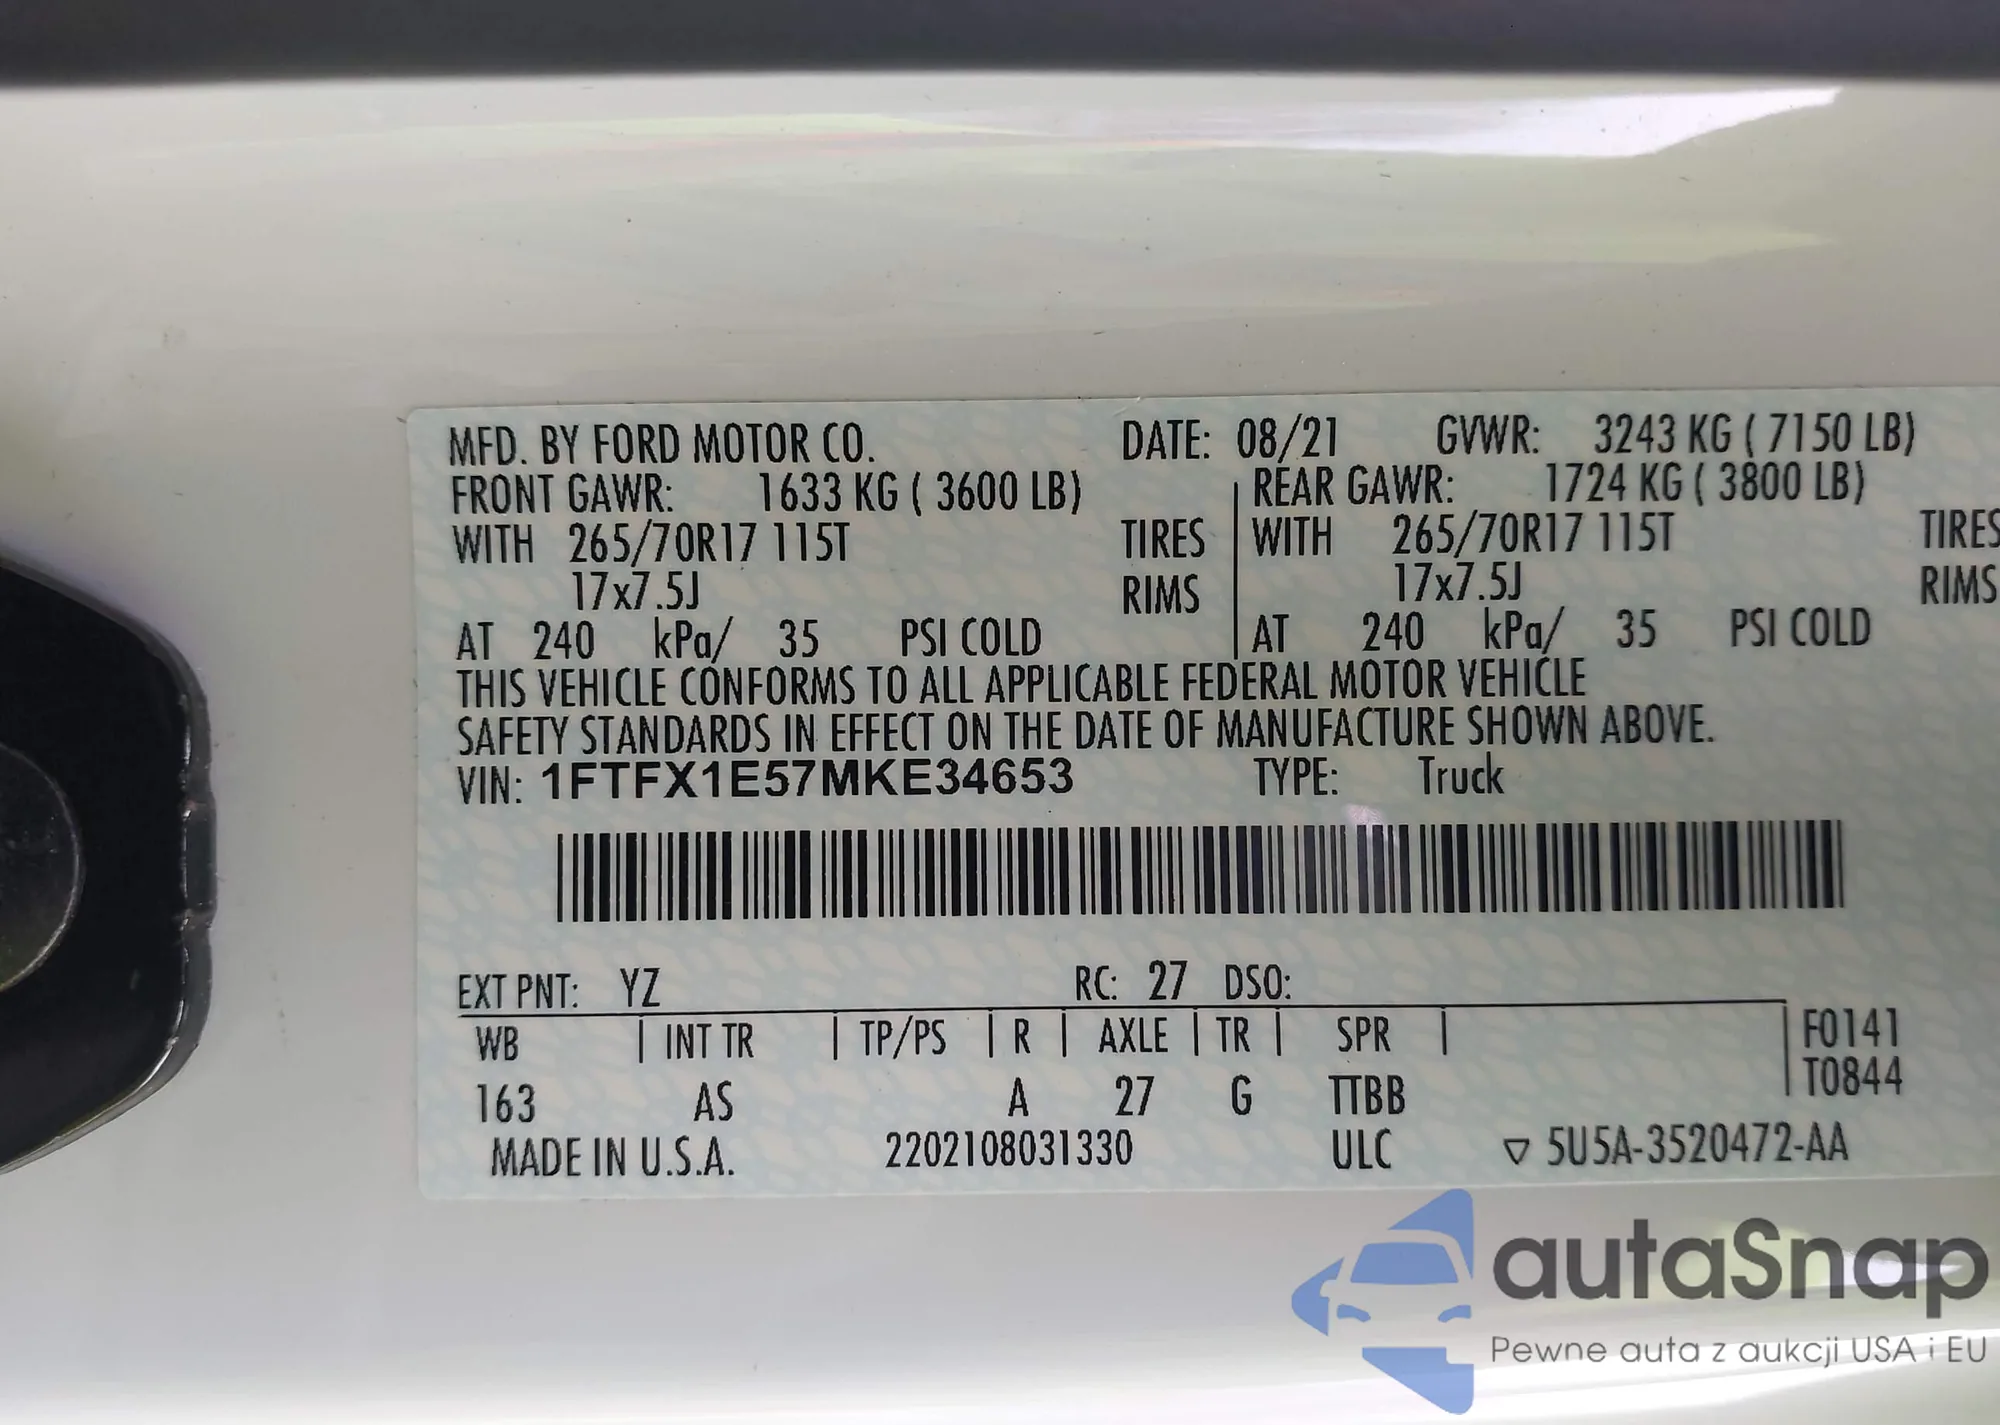 MFD. BY FORD MOTOR CO. DATE: 08/21 GVWR: 3243 KG ( 7150 LB)
FRONT GAWR: 1633 KG ( 3600 LB) REAR GAWR: 1724 KG ( 3800 LB)
WITH 265/70R17 115T TIRES WITH 265/70R17 115T TIRES
17x7.5J RIMS 17x7.5J RIMS
AT 240 kPa/ 35 PSI COLD AT 240 kPa/ 35 PSI COLD
THIS VEHICLE CONFORMS TO ALL APPLICABLE FEDERAL MOTOR VEHICLE
SAFETY STANDARDS IN EFFECT ON THE DATE OF MANUFACTURE SHOWN ABOVE.
VIN: 1FTFX1E57MKE34653 TYPE: Truck
EXT PNT: YZ RC: 27 DSO:
WB INT TR TP/PS R AXLE TR SPR F0141
T0844
163 AS A 27 G TTBB
MADE IN U.S.A. 2202108031330 ULC ▽ 5U5A-3520472-AA
autaSnap
Pewne auta z aukcji USA i EU